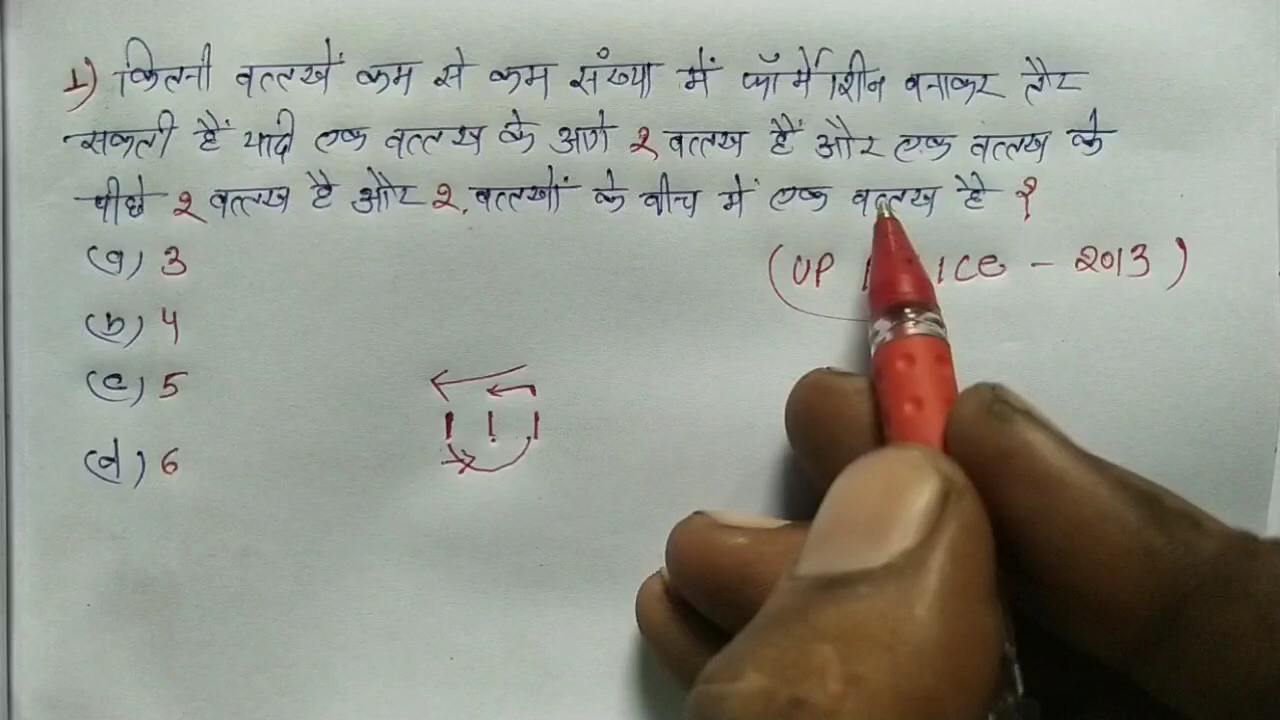 1) कितनी बत्तखें कम से कम संख्या में फॉर्मेशन बनाकर तैर
सकती हैं यदी एक बत्तख के आगे 2 बत्तख हैं और एक बत्तख के
पीछे 2 बत्तख है और 2 बत्तखों के बीच में एक बत्तख है ?
(a) 3
(UP ICE - 2013)
(b) 4
(c) 5
(d) 6